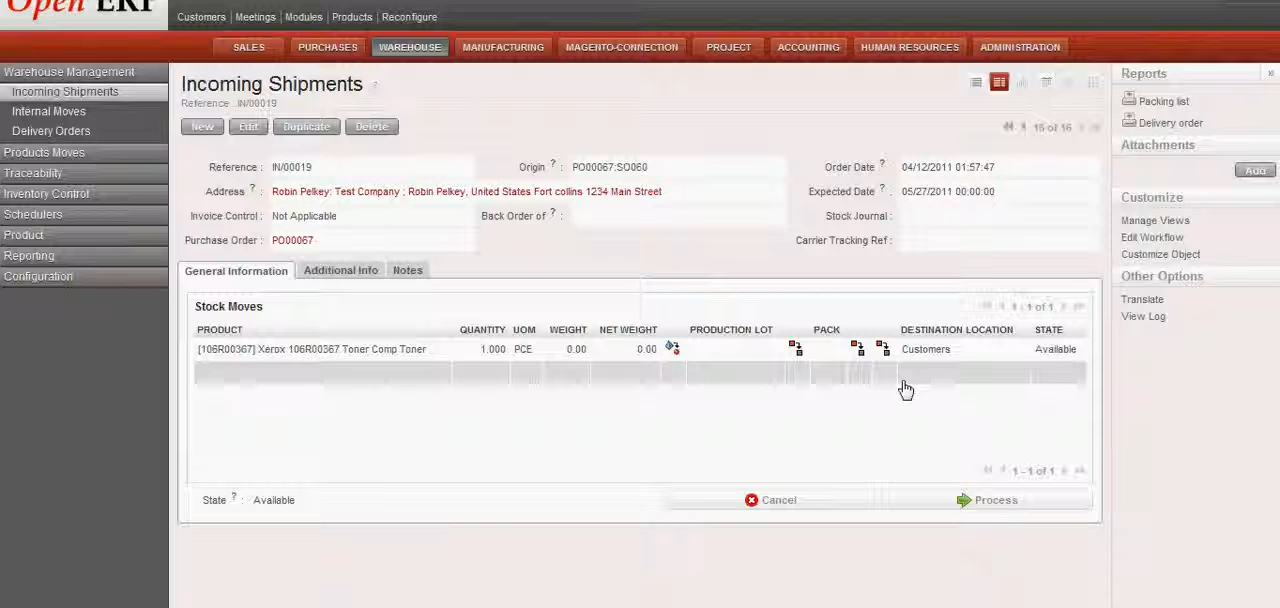 Open ERP
Customers | Meetings | Modules | Products | Reconfigure
SALES PURCHASES WAREHOUSE MANUFACTURING MAGENTO-CONNECTION PROJECT ACCOUNTING HUMAN RESOURCES ADMINISTRATION
Warehouse Management
Incoming Shipments
Internal Moves
Delivery Orders
Products Moves
Traceability
Inventory Control
Schedulers
Product
Reporting
Configuration
Incoming Shipments ?
Reference : IN/00019
New Edit Duplicate Delete
15 of 16
Reference : IN/00019 Origin ? : PO00067:SO060 Order Date ? : 04/12/2011 01:57:47
Address ? : Robin Pelkey: Test Company ; Robin Pelkey, United States Fort collins 1234 Main Street Expected Date ? : 05/27/2011 00:00:00
Invoice Control : Not Applicable Back Order of ? : Stock Journal :
Purchase Order : PO00067 Carrier Tracking Ref :
General Information Additional Info Notes
Stock Moves
1 - 1 of 1
PRODUCT QUANTITY UOM WEIGHT NET WEIGHT PRODUCTION LOT PACK DESTINATION LOCATION STATE
[106R00367] Xerox 106R00367 Toner Comp Toner 1.000 PCE 0.00 0.00 Customers Available
1 - 1 of 1
State ? : Available Cancel Process
Reports »
Packing list
Delivery order
Attachments
Add
Customize
Manage Views
Edit Workflow
Customize Object
Other Options
Translate
View Log